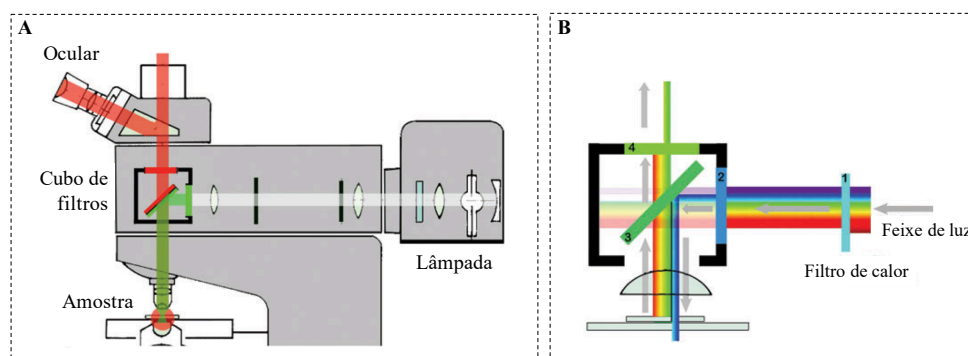 A
Ocular
Cubo de
filtros
Lâmpada
Amostra
B
4
2
1
3
Feixe de luz
Filtro de calor